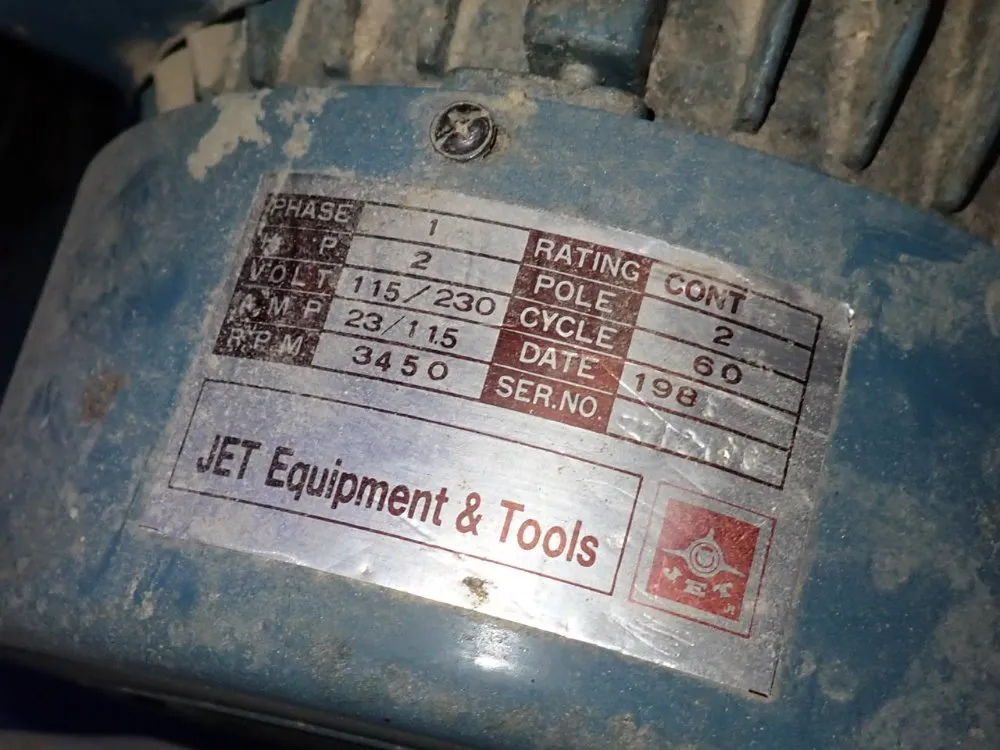 PHASE 1 RATING CONT
H P 2 POLE 2
VOLT 115/230 CYCLE 60
AMP 23/11.5 DATE 198
RPM 3450 SER.NO.
JET Equipment & Tools
JET